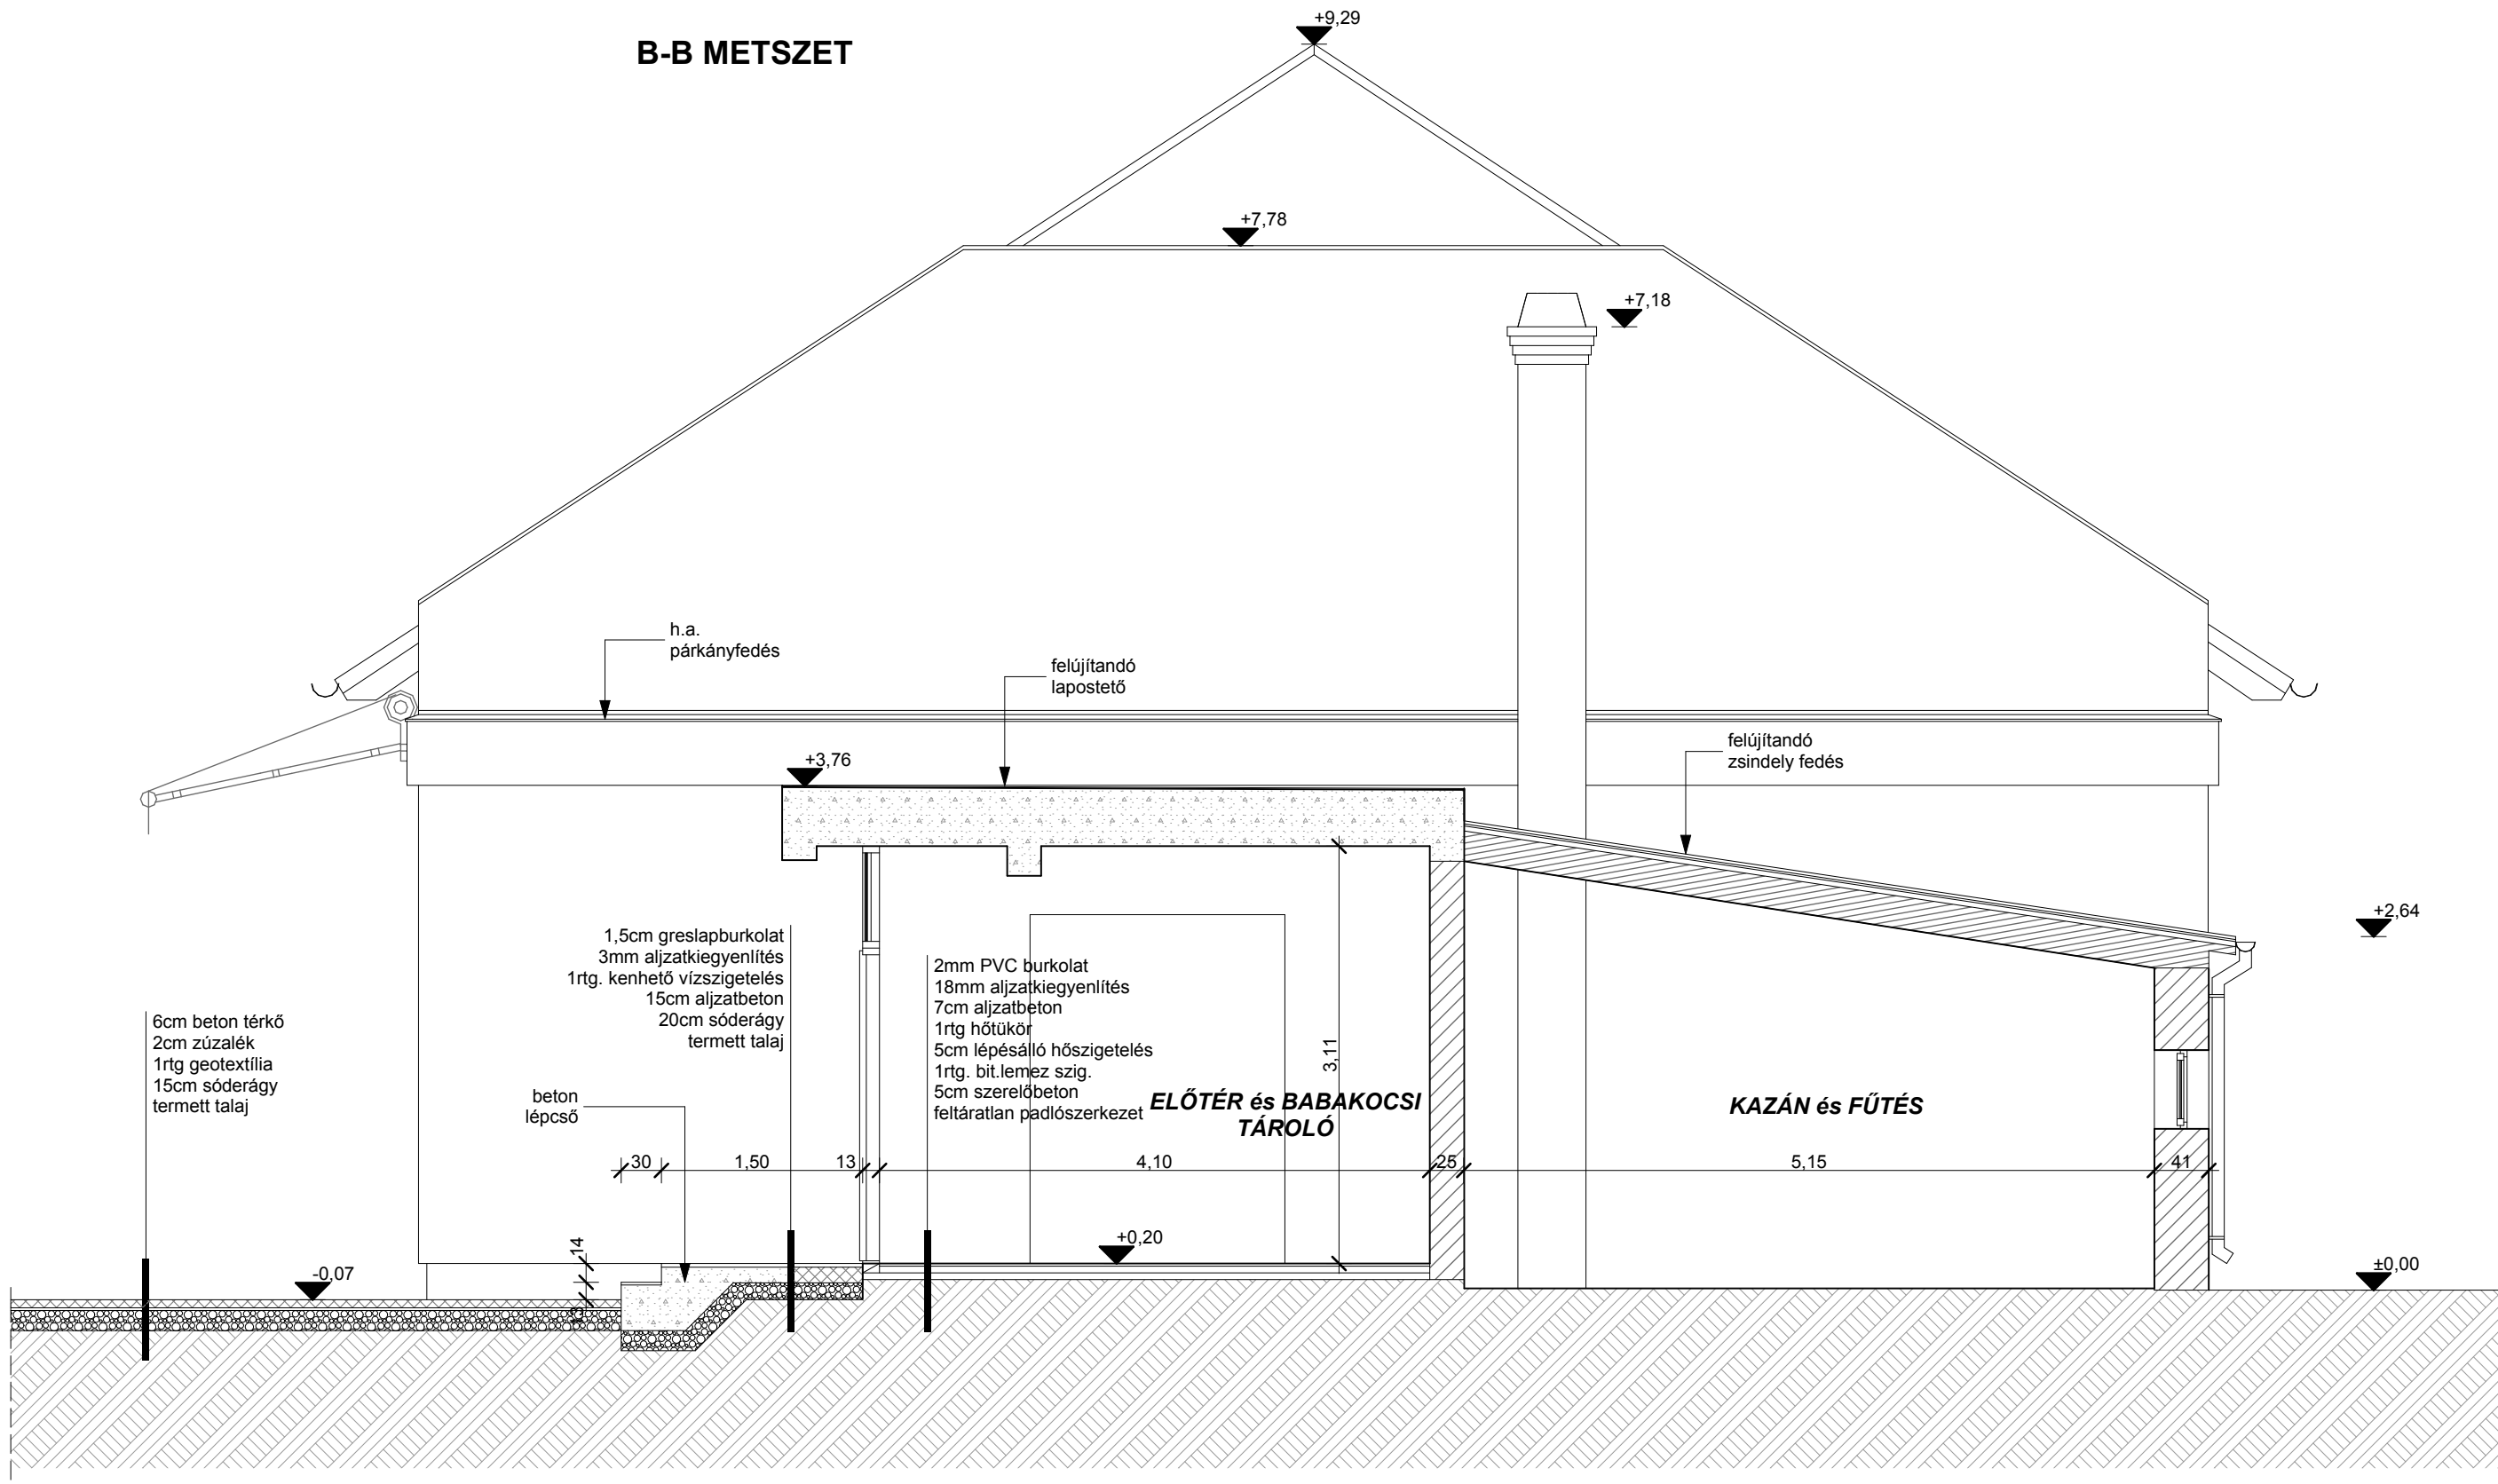 +9,29
B-B METSZET
+7,78
+7,18
h.a.
párkányfedés
felújítandó
lapostető
felújítandó
zsindely fedés
+3,76
+2,64
1,5cm greslapburkolat
3mm aljzatkiegyenlítés
1rtg. kenhető vízszigetelés
15cm aljzatbeton
20cm sóderágy
termett talaj
2mm PVC burkolat
18mm aljzatkiegyenlítés
7cm aljzatbeton
1rtg hőtükör
5cm lépésálló hőszigetelés
1rtg. bit.lemez szig.
5cm szerelőbeton
feltáratlan padlószerkezet
6cm beton térkő
2cm zúzalék
1rtg geotextília
15cm sóderágy
termett talaj
beton
lépcső
3,11
ELŐTÉR és BABAKOCSI
TÁROLÓ
KAZÁN és FŰTÉS
30
1,50
13
4,10
25
5,15
41
14
13
-0,07
+0,20
±0,00